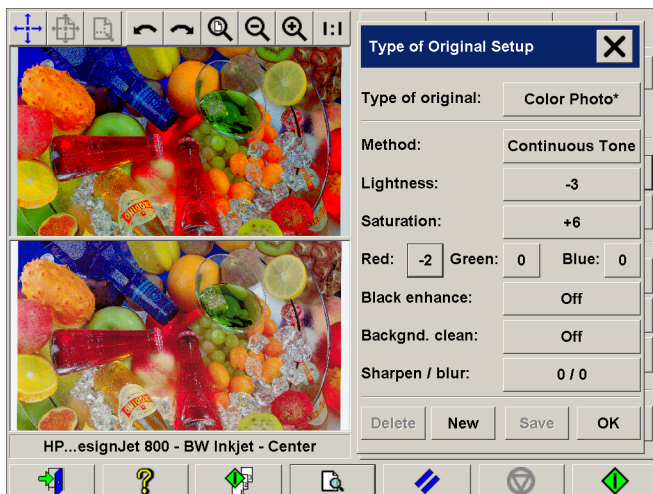 1:1
Type of Original Setup
Type of original: Color Photo*
Method: Continuous Tone
Lightness: -3
Saturation: +6
Red: -2 Green: 0 Blue: 0
Black enhance: Off
Backgnd. clean: Off
Sharpen / blur: 0 / 0
Delete New Save OK
HP...esignJet 800 - BW Inkjet - Center